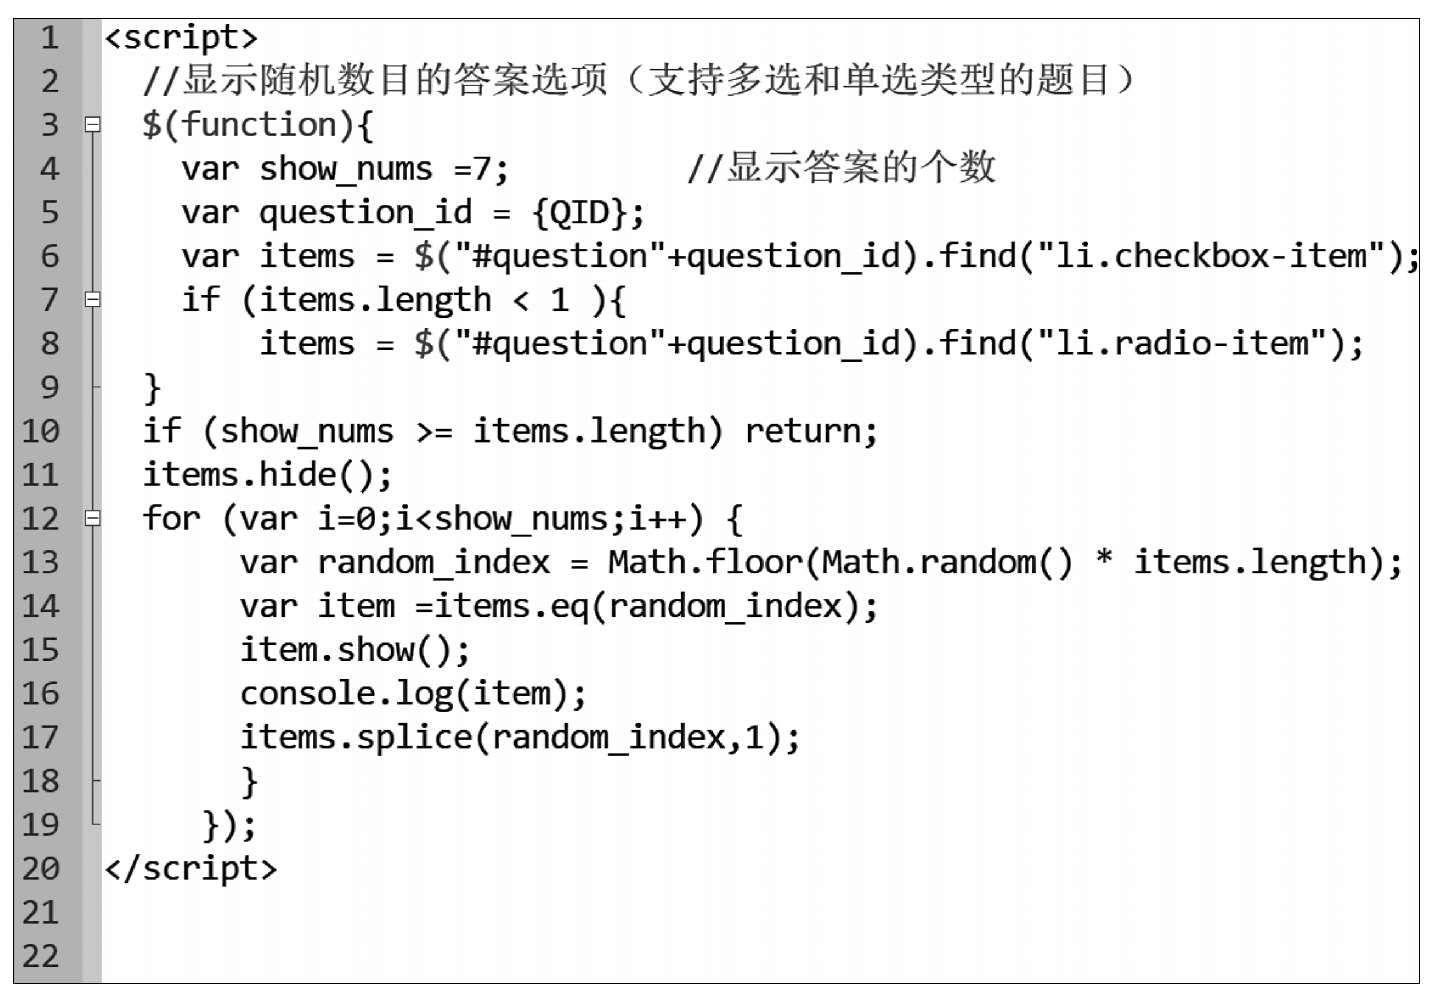 1 <script>
2 //显示随机数目的答案选项（支持多选和单选类型的题目）
3 $(function){
4 var show_nums =7; //显示答案的个数
5 var question_id = {QID};
6 var items = $("#question"+question_id).find("li.checkbox-item");
7 if (items.length < 1 ){
8 items = $("#question"+question_id).find("li.radio-item");
9 }
10 if (show_nums >= items.length) return;
11 items.hide();
12 for (var i=0;i<show_nums;i++) {
13 var random_index = Math.floor(Math.random() * items.length);
14 var item =items.eq(random_index);
15 item.show();
16 console.log(item);
17 items.splice(random_index,1);
18 }
19 });
20 </script>
21
22